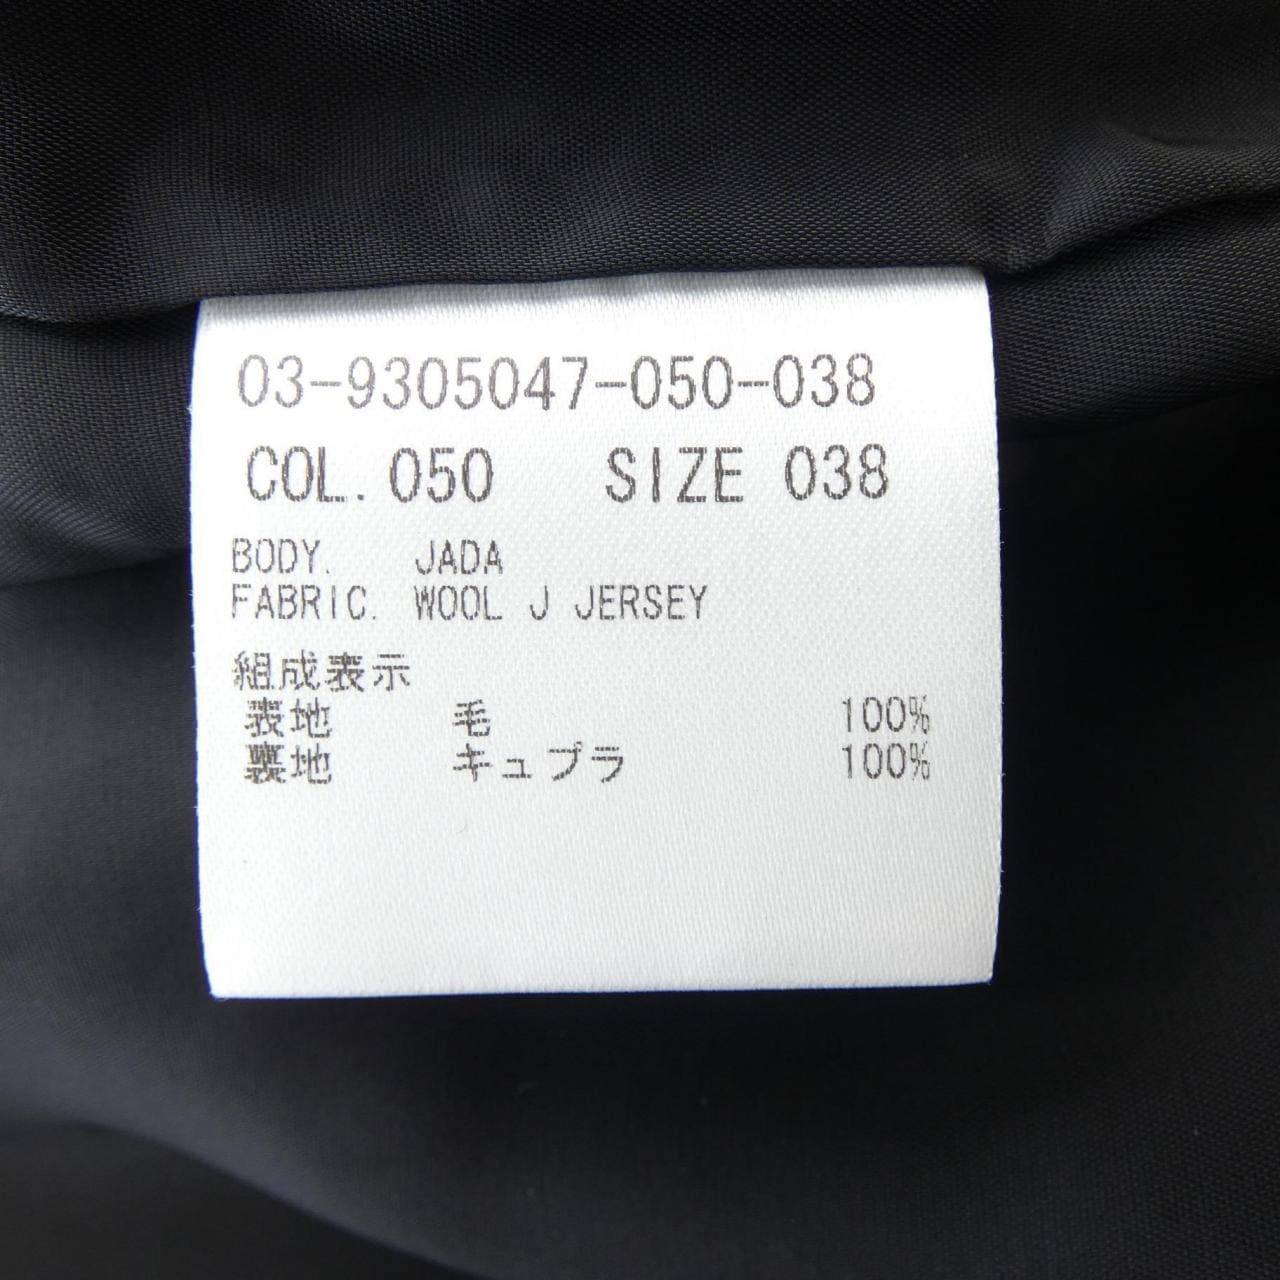 03-9305047-050-038
COL. 050 SIZE 038
BODY. JADA
FABRIC. WOOL J JERSEY
組成表示
表地 毛 100%
裏地 キュプラ 100%